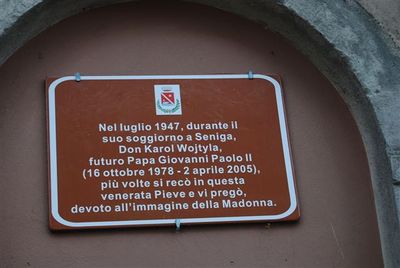 Nel luglio 1947, durante il
suo soggiorno a Seniga,
Don Karol Wojtyla,
futuro Papa Giovanni Paolo II
(16 ottobre 1978 - 2 aprile 2005),
più volte si recò in questa
venerata Pieve e vi pregò,
devoto all'immagine della Madonna.